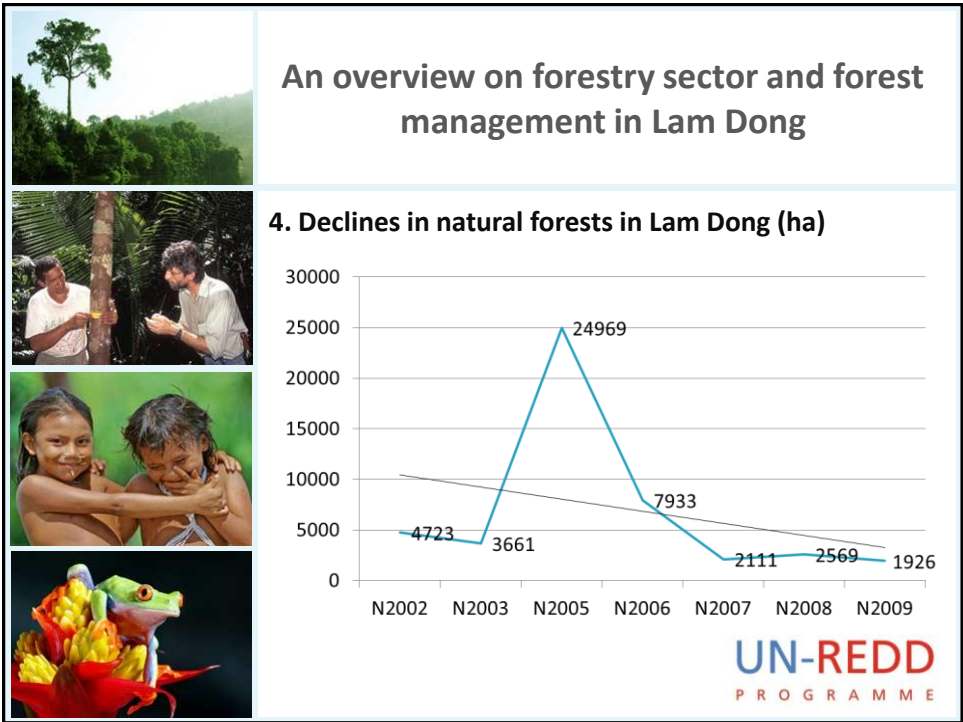 An overview on forestry sector and forest
management in Lam Dong
4. Declines in natural forests in Lam Dong (ha)
30000
25000
24969
20000
15000
10000
7933
5000
4723
3661
2111
2569
1926
0
N2002 N2003 N2005 N2006 N2007 N2008 N2009
UN-REDD
PROGRAMME